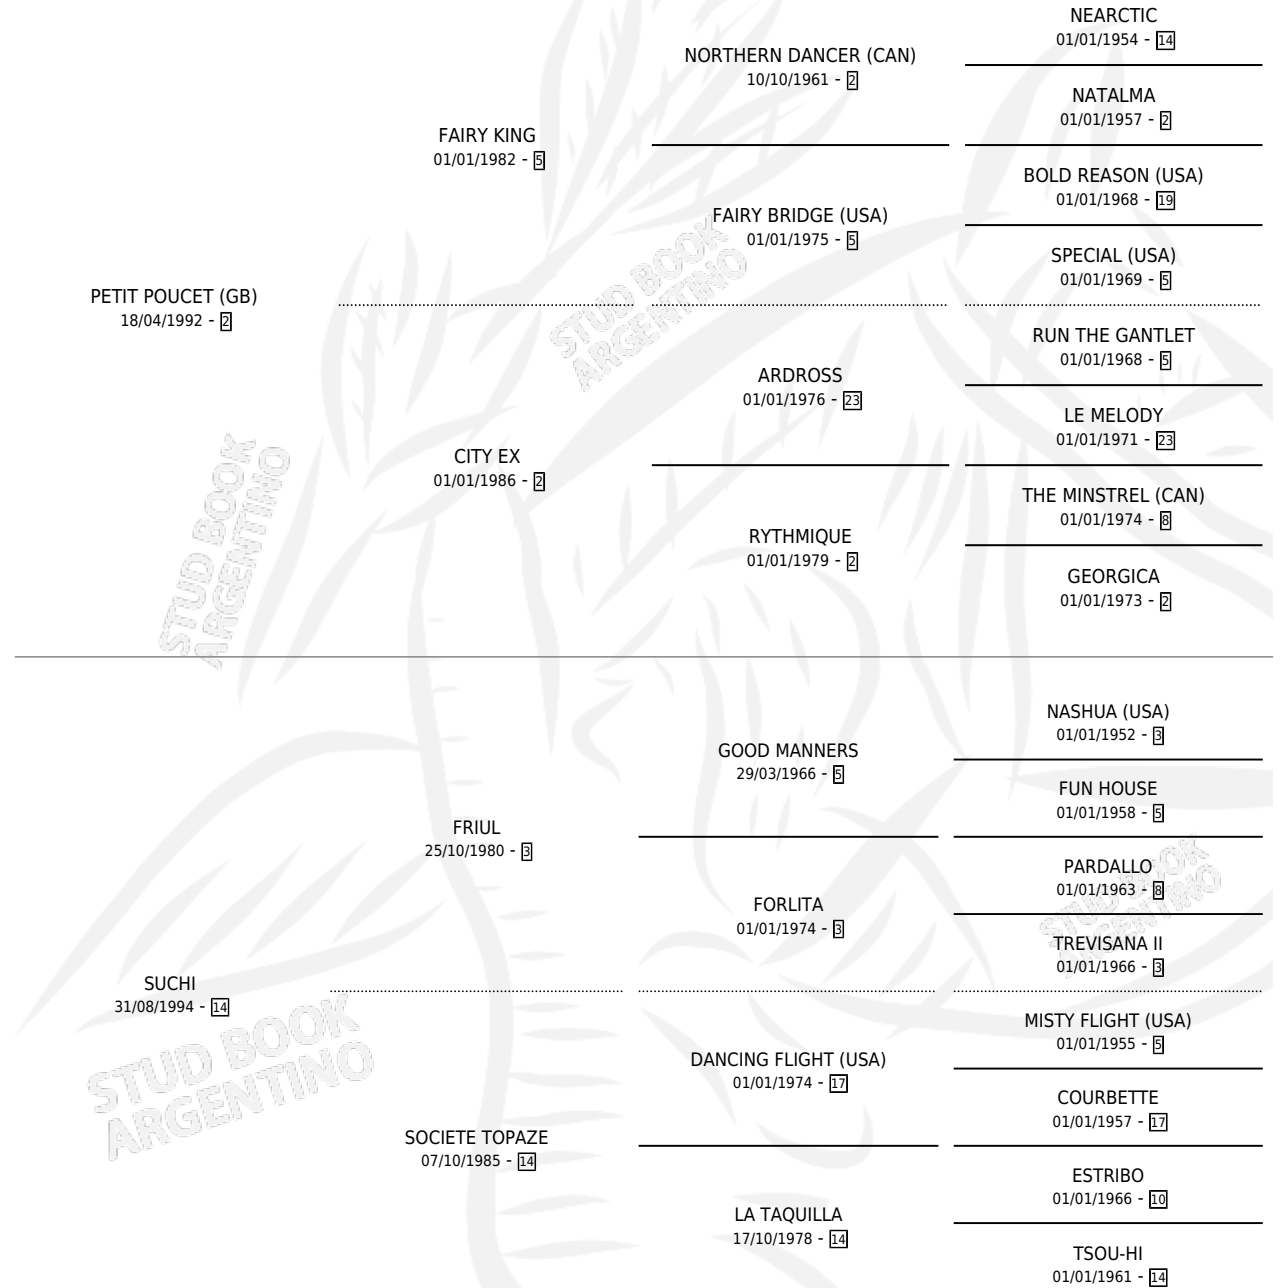 NEARCTIC
01/01/1954 - 14
NORTHERN DANCER (CAN)
10/10/1961 - 2
NATALMA
01/01/1957 - 2
FAIRY KING
01/01/1982 - 5
BOLD REASON (USA)
01/01/1968 - 19
FAIRY BRIDGE (USA)
01/01/1975 - 5
SPECIAL (USA)
01/01/1969 - 5
PETIT POUCET (GB)
18/04/1992 - 2
STUD BOOK
ARGENTINO
RUN THE GANTLET
01/01/1968 - 5
ARDROSS
01/01/1976 - 23
LE MELODY
01/01/1971 - 23
CITY EX
01/01/1986 - 2
THE MINSTREL (CAN)
01/01/1974 - 8
RYTHMIQUE
01/01/1979 - 2
GEORGICA
01/01/1973 - 2
STUD BOOK
ARGENTINO
NASHUA (USA)
01/01/1952 - 3
GOOD MANNERS
29/03/1966 - 5
FUN HOUSE
01/01/1958 - 5
FRIUL
25/10/1980 - 3
PARDALLO
01/01/1963 - 8
FORLITA
01/01/1974 - 3
TREVISANA II
01/01/1966 - 3
STUD BOOK
ARGENTINO
SUCHI
31/08/1994 - 14
MISTY FLIGHT (USA)
01/01/1955 - 5
DANCING FLIGHT (USA)
01/01/1974 - 17
COURBETTE
01/01/1957 - 17
STUD BOOK
ARGENTINO
SOCIETE TOPAZE
07/10/1985 - 14
ESTRIBO
01/01/1966 - 10
LA TAQUILLA
17/10/1978 - 14
TSOU-HI
01/01/1961 - 14